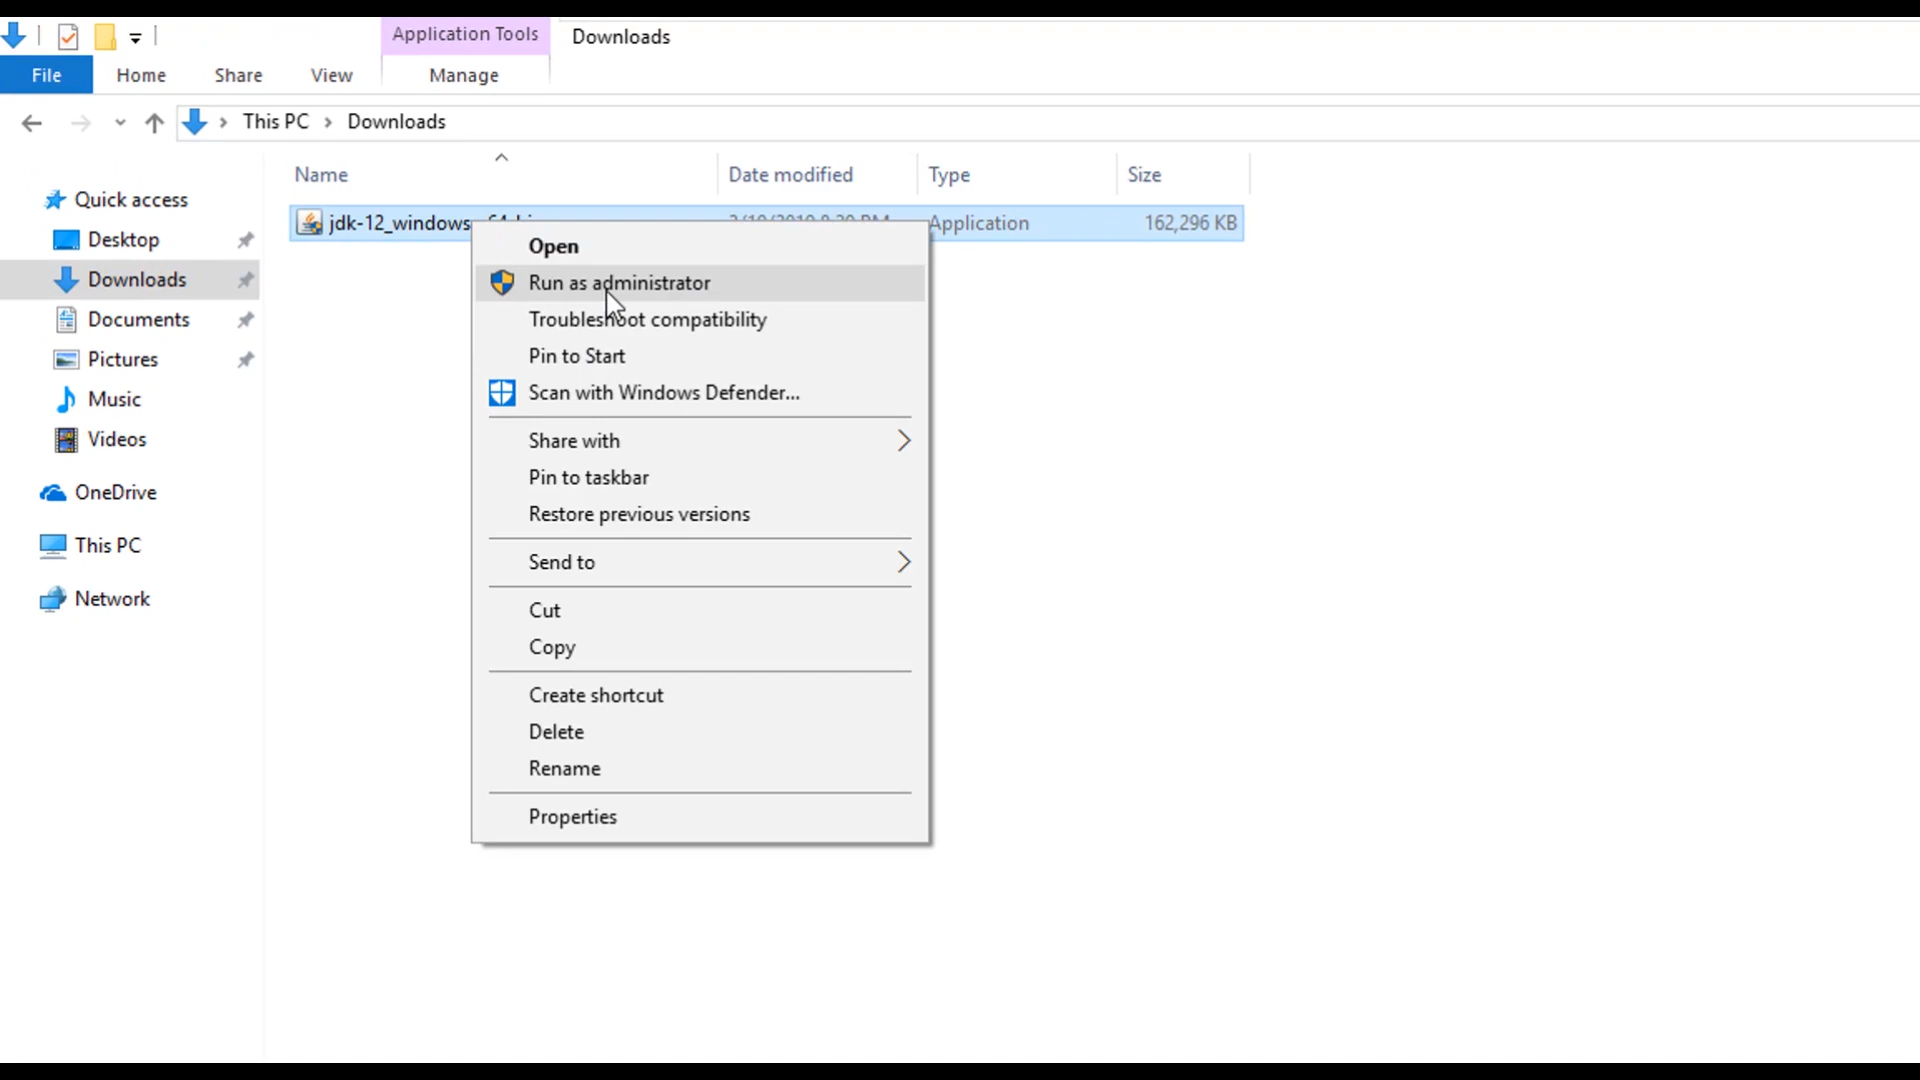 Application Tools
Downloads
File
Home
Share
View
Manage
This PC
Downloads
Name
Date modified
Type
Size
Quick access
Desktop
Downloads
Documents
Pictures
Music
Videos
OneDrive
This PC
Network
jdk-12_windows
Application
162,296 KB
Open
Run as administrator
Troubleshoot compatibility
Pin to Start
Scan with Windows Defender...
Share with
Pin to taskbar
Restore previous versions
Send to
Cut
Copy
Create shortcut
Delete
Rename
Properties